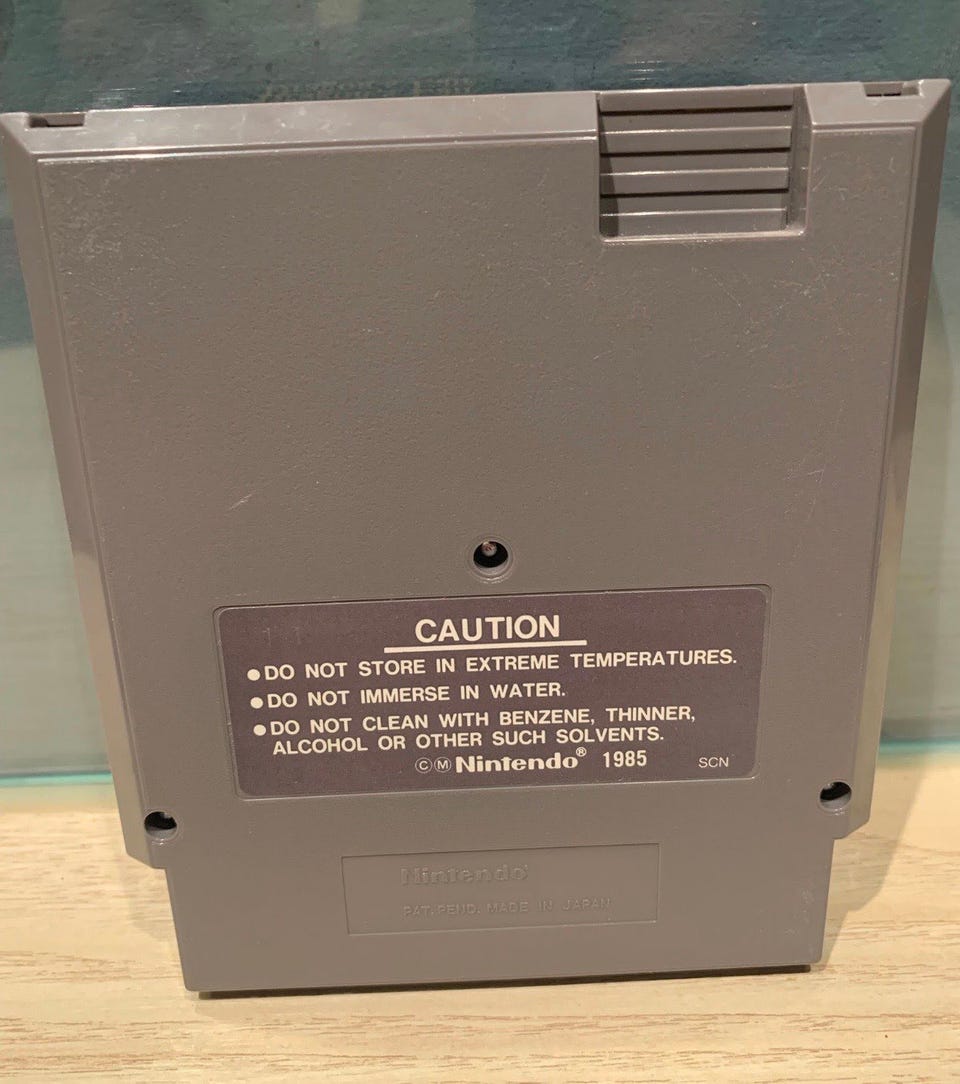 CAUTION
●DO NOT STORE IN EXTREME TEMPERATURES.
●DO NOT IMMERSE IN WATER.
●DO NOT CLEAN WITH BENZENE, THINNER,
ALCOHOL OR OTHER SUCH SOLVENTS.
©ⓂNintendo® 1985 SCN
Nintendo®
PAT. PEND. MADE IN JAPAN